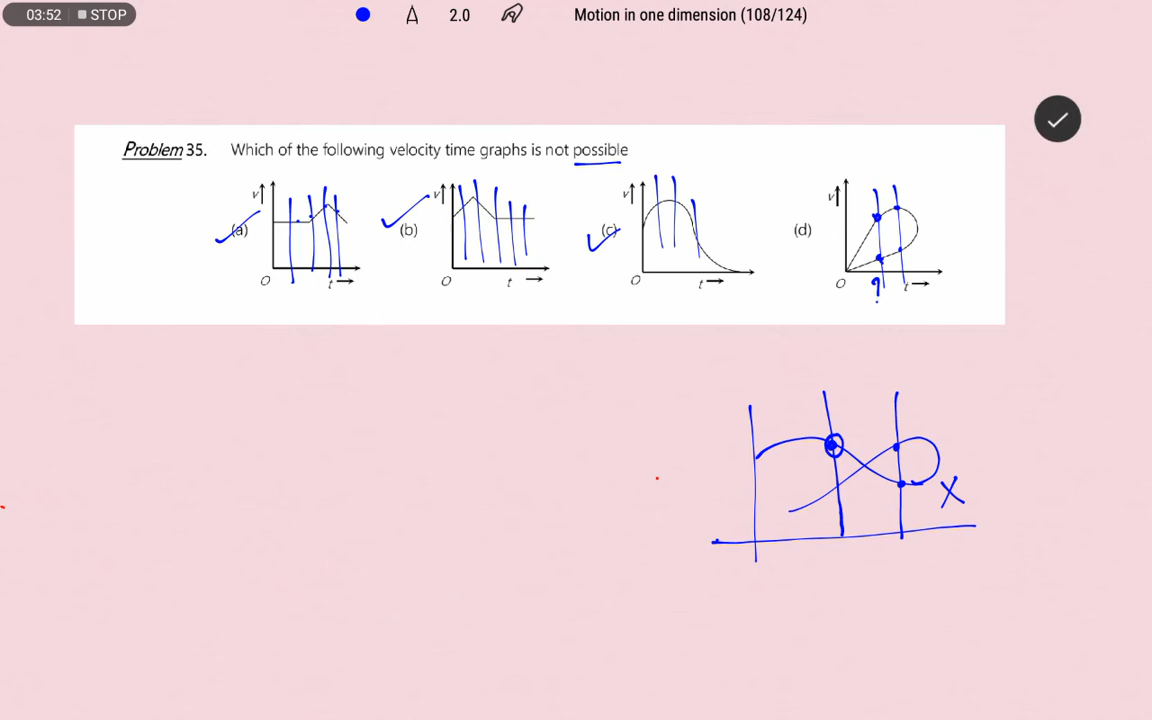 03:52 STOP 2.0 Motion in one dimension (108/124)
Problem 35. Which of the following velocity time graphs is not possible
v v v v
(a) (b) (c) (d)
O t O t O t O t
?
X